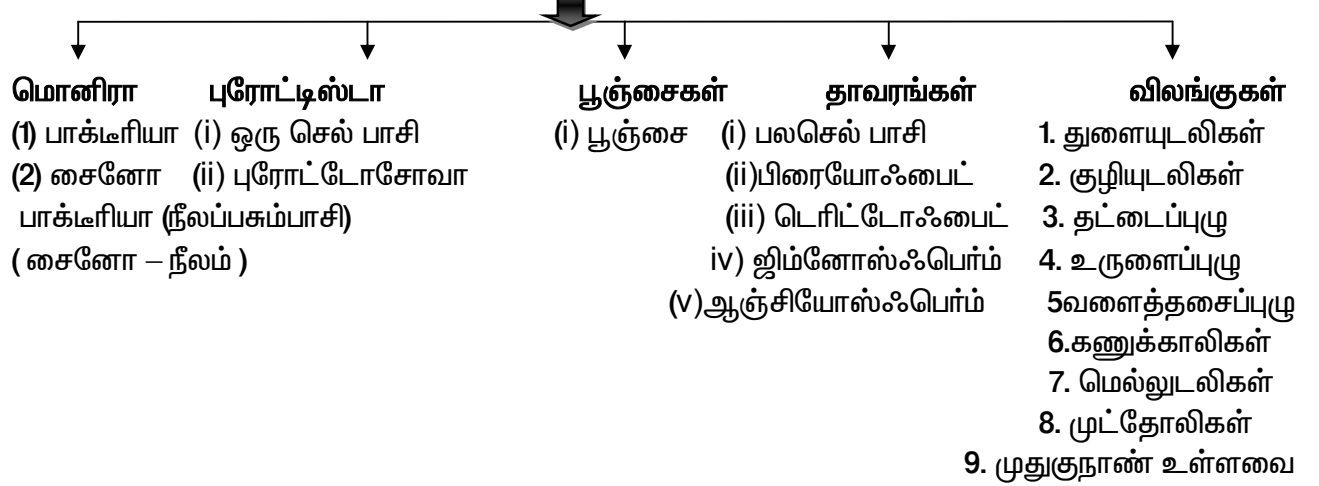 மொனிரா புரோட்டிஸ்டா பூஞ்சைகள் தாவரங்கள் விலங்குகள்
(1) பாக்டீரியா (i) ஒரு செல் பாசி (i) பூஞ்சை (i) பலசெல் பாசி 1. துளையுடலிகள்
(2) சைனோ (ii) புரோட்டோசோவா (ii)பிரையோஃபைட் 2. குழியுடலிகள்
பாக்டீரியா (நீலப்பசும்பாசி) (iii) டெரிட்டோஃபைட் 3. தட்டைப்புழு
( சைனோ – நீலம் ) iv) ஜிம்னோஸ்ஃபெர்ம் 4. உருளைப்புழு
(v)ஆஞ்சியோஸ்ஃபெர்ம் 5வளைத்தசைப்புழு
6.கணுக்காலிகள்
7. மெல்லுடலிகள்
8. முட்தோலிகள்
9. முதுகுநாண் உள்ளவை